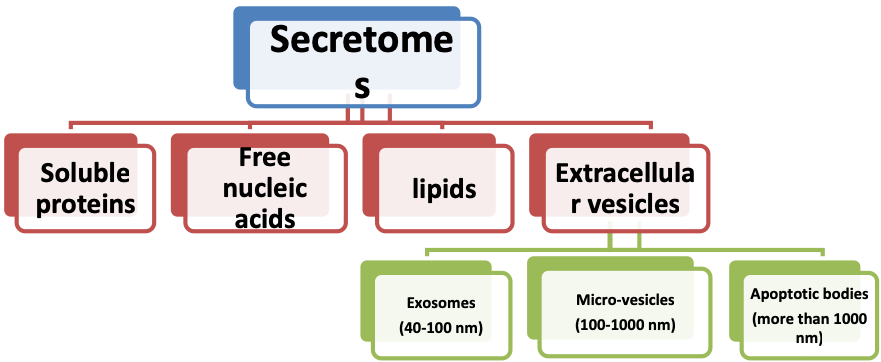 Secretome
s
Soluble
proteins
Free
nucleic
acids
lipids
Extracellula
r vesicles
Exosomes
(40-100 nm)
Micro-vesicles
(100-1000 nm)
Apoptotic bodies
(more than 1000
nm)